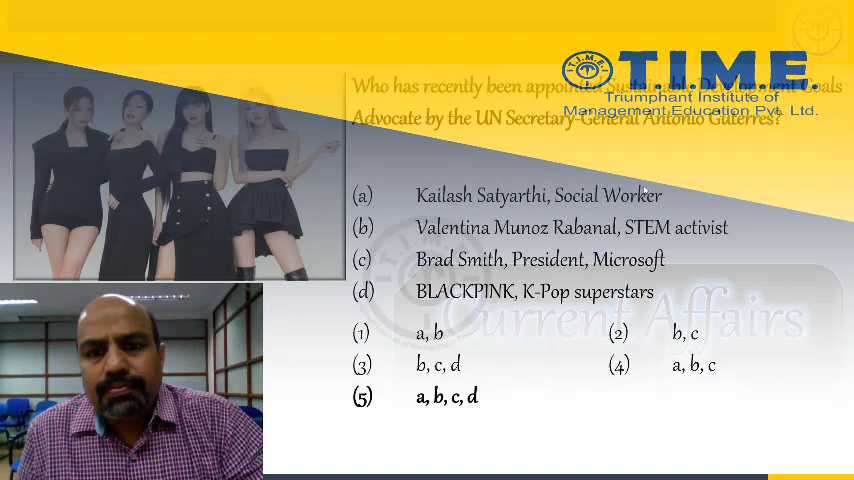 T.I.M.E.
Triumphant Institute of
Management Education Pvt. Ltd.
Who has recently been appointed Sustainable Development Goals
Advocate by the UN Secretary-General Antonio Guterres?
(a) Kailash Satyarthi, Social Worker
(b) Valentina Munoz Rabanal, STEM activist
(c) Brad Smith, President, Microsoft
(d) BLACKPINK, K-Pop superstars
Current Affairs
(1) a, b (2) b, c
(3) b, c, d (4) a, b, c
(5) a, b, c, d